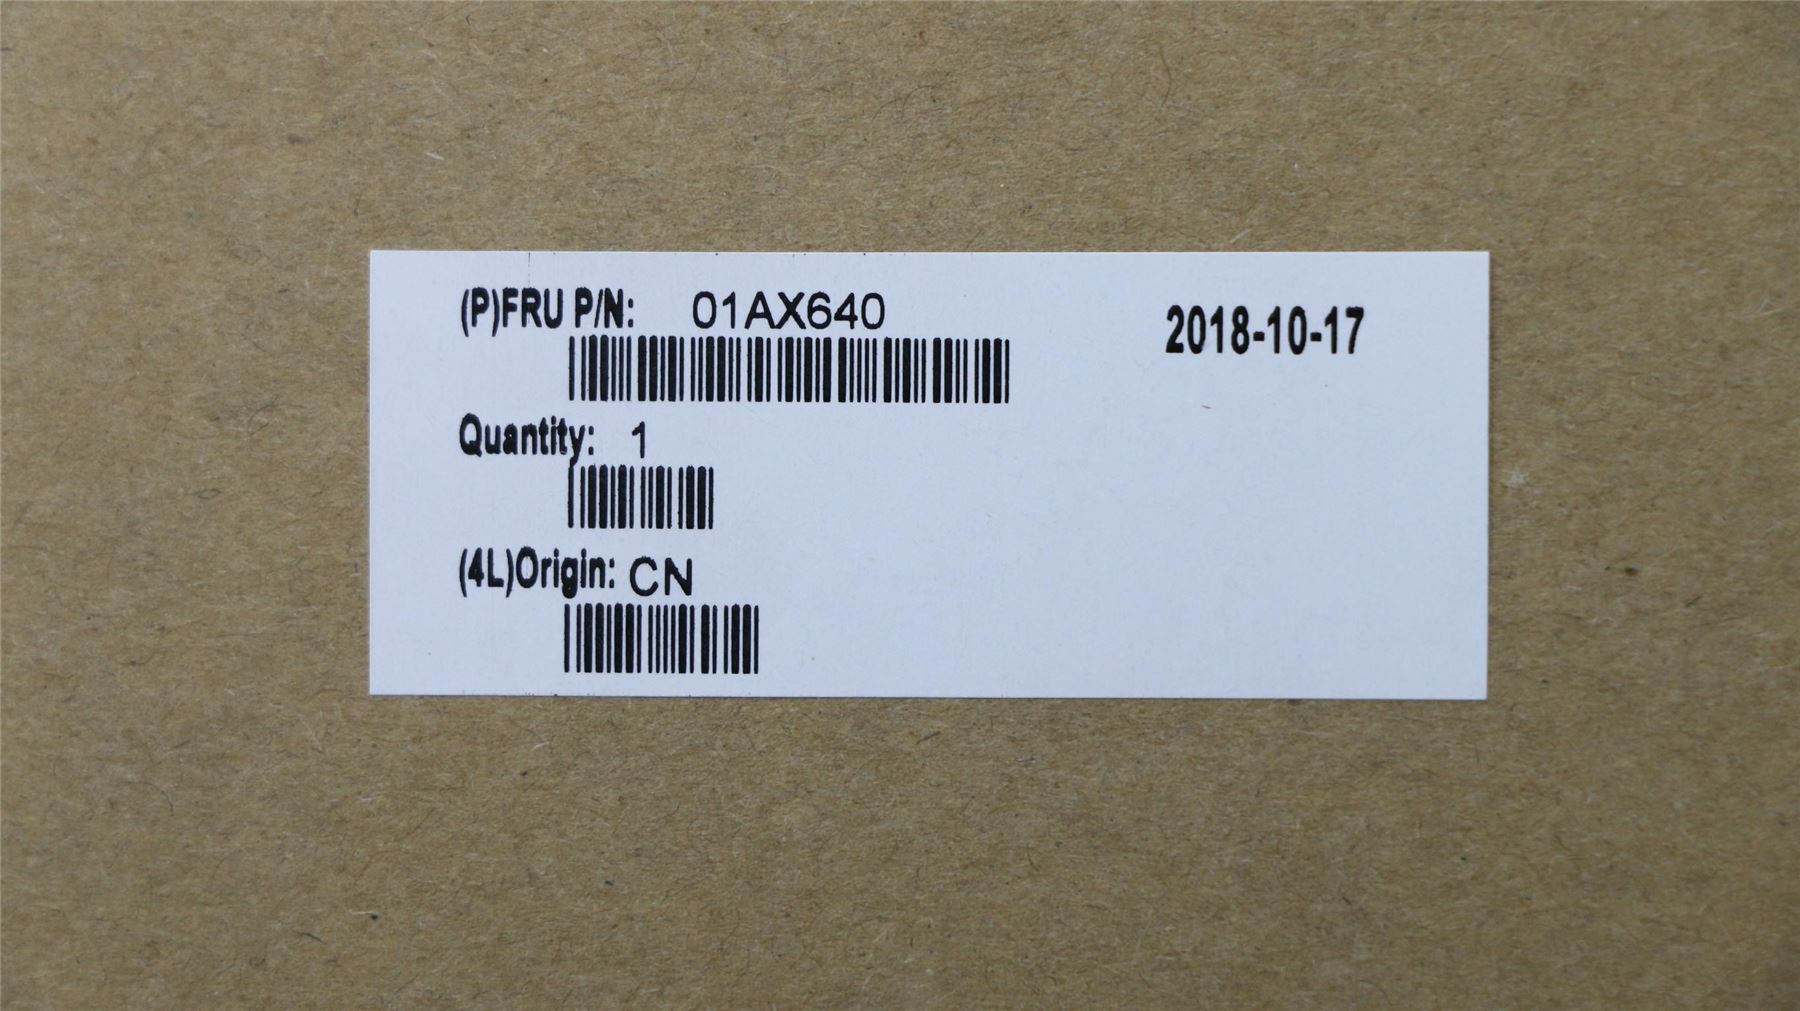 (P)FRU P/N: 01AX640
2018-10-17
Quantity: 1
(4L)Origin: CN